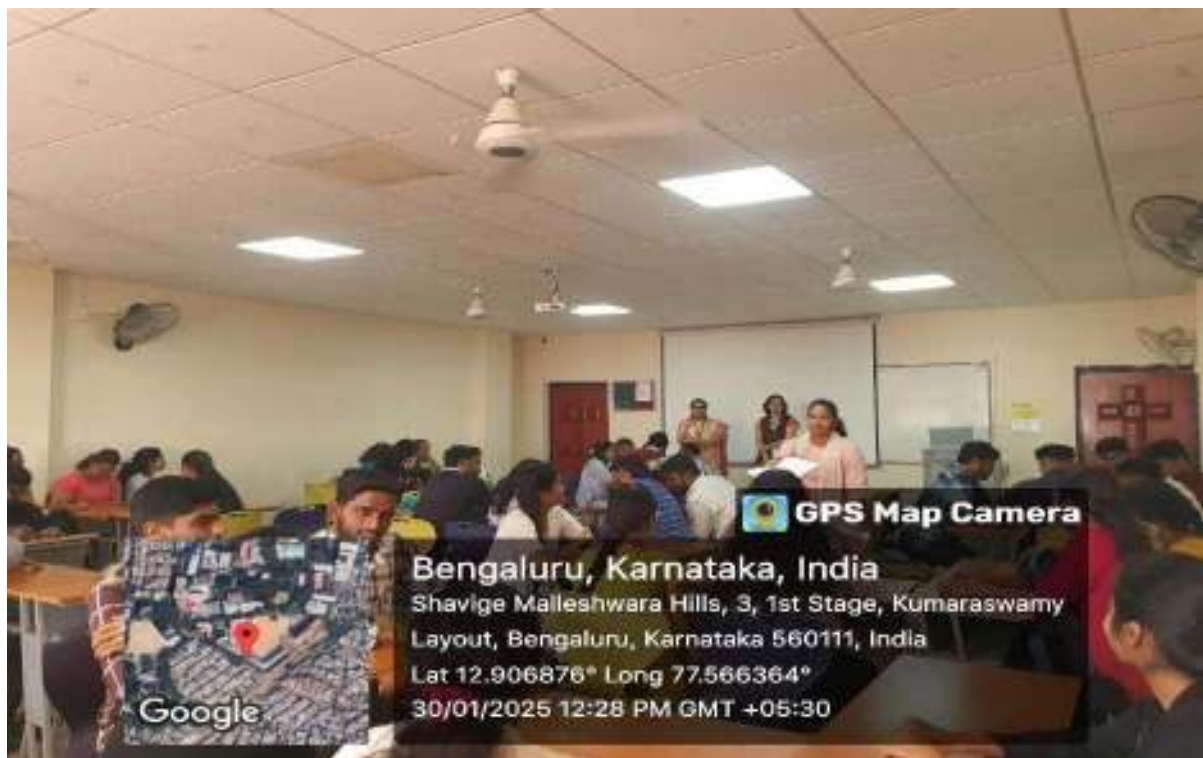 GPS Map Camera
Bengaluru, Karnataka, India
Shavige Malleshwara Hills, 3, 1st Stage, Kumaraswamy
Layout, Bengaluru, Karnataka 560111, India
Lat 12.906876° Long 77.566364°
30/01/2025 12:28 PM GMT +05:30
Google